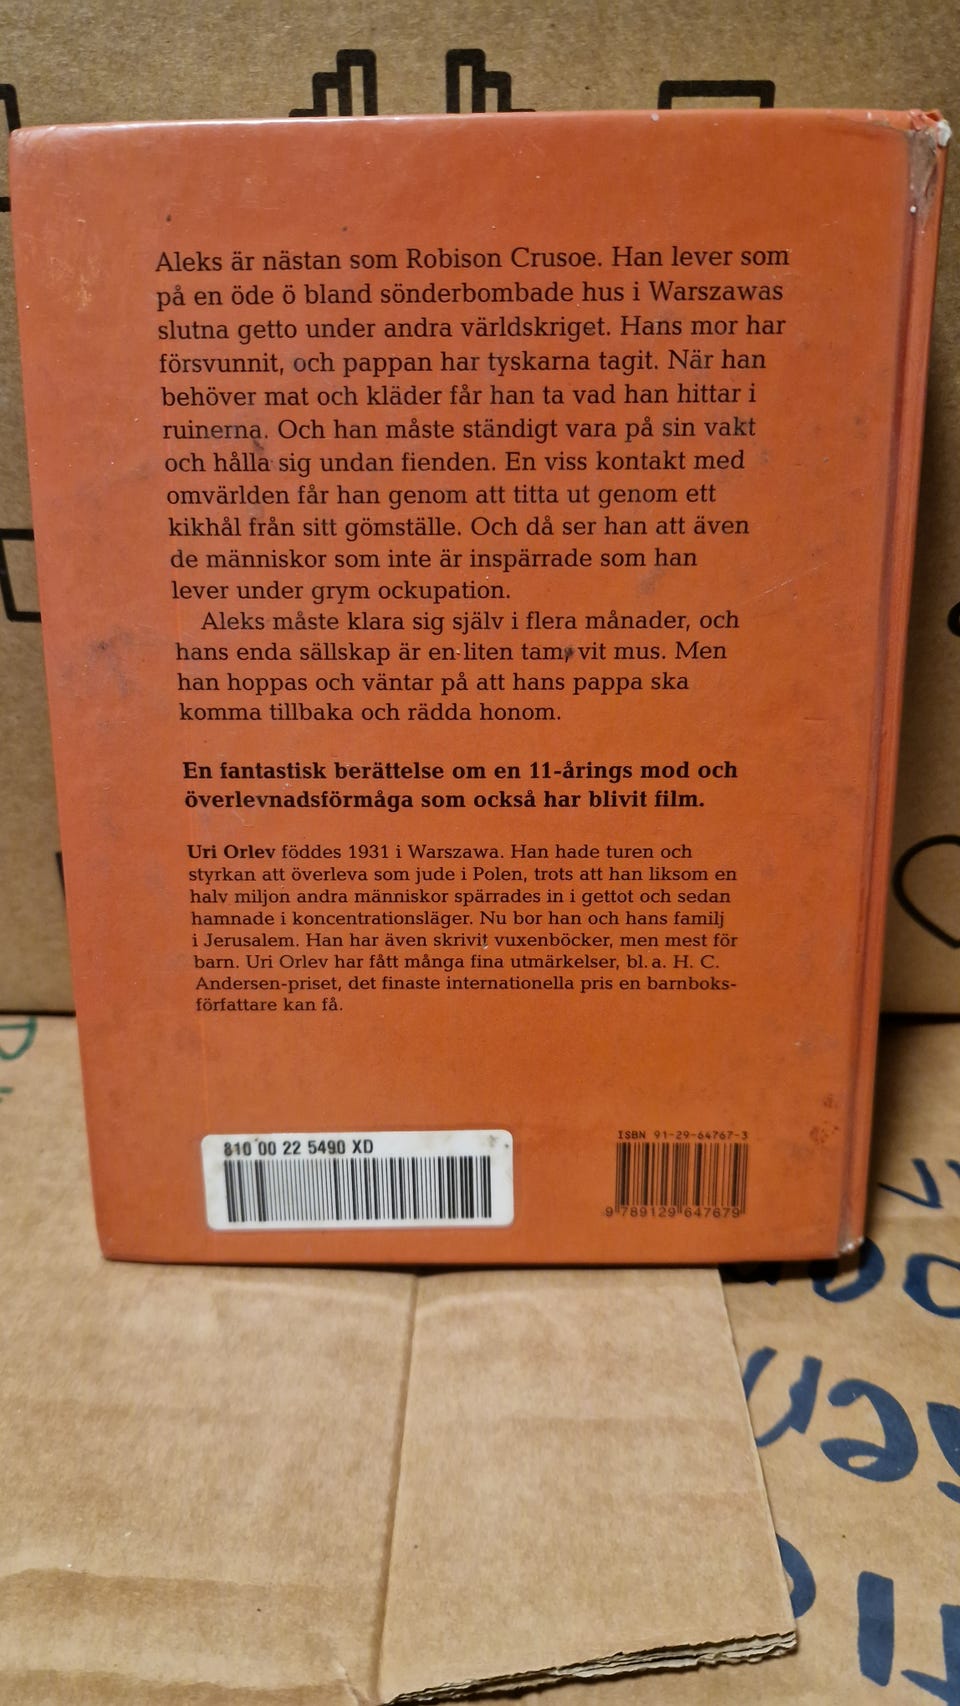 Aleks är nästan som Robison Crusoe. Han lever som
på en öde ö bland sönderbombade hus i Warszawas
slutna getto under andra världskriget. Hans mor har
försvunnit, och pappan har tyskarna tagit. När han
behöver mat och kläder får han ta vad han hittar i
ruinerna. Och han måste ständigt vara på sin vakt
och hålla sig undan fienden. En viss kontakt med
omvärlden får han genom att titta ut genom ett
kikhål från sitt gömställe. Och då ser han att även
de människor som inte är inspärrade som han
lever under grym ockupation.
Aleks måste klara sig själv i flera månader, och
hans enda sällskap är en liten tam, vit mus. Men
han hoppas och väntar på att hans pappa ska
komma tillbaka och rädda honom.
En fantastisk berättelse om en 11-årings mod och
överlevnadsförmåga som också har blivit film.
Uri Orlev föddes 1931 i Warszawa. Han hade turen och
styrkan att överleva som jude i Polen, trots att han liksom en
halv miljon andra människor spärrades in i gettot och sedan
hamnade i koncentrationsläger. Nu bor han och hans familj
i Jerusalem. Han har även skrivit vuxenböcker, men mest för
barn. Uri Orlev har fått många fina utmärkelser, bl.a. H. C.
Andersen-priset, det finaste internationella pris en barnboks-
författare kan få.
810 00 22 5490 XD
ISBN 91-29-64767-3
9 789129 647679